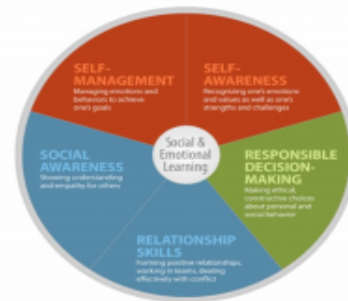 SELF-
MANAGEMENT
Managing emotions and
behaviors to achieve
one's goals
SELF-
AWARENESS
Recognizing one's emotions
and values as well as one's
strengths and challenges
SOCIAL
AWARENESS
Showing understanding
and empathy for others
Social &
Emotional
Learning
RESPONSIBLE
DECISION-
MAKING
Making ethical,
constructive choices
about personal and
social behavior
RELATIONSHIP
SKILLS
Forming positive relationships,
working in teams, dealing
effectively with conflict